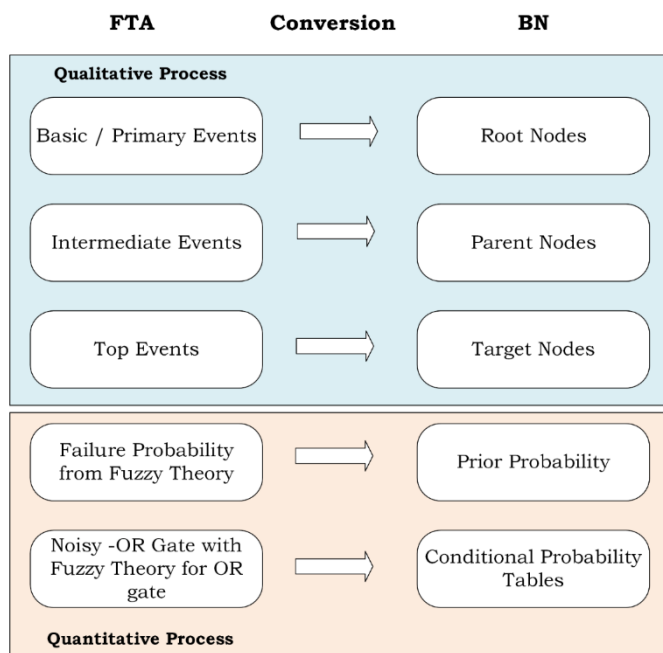 FTA Conversion BN
Qualitative Process
Basic / Primary Events
Root Nodes
Intermediate Events
Parent Nodes
Top Events
Target Nodes
Failure Probability
from Fuzzy Theory
Prior Probability
Noisy -OR Gate with
Fuzzy Theory for OR
gate
Conditional Probability
Tables
Quantitative Process